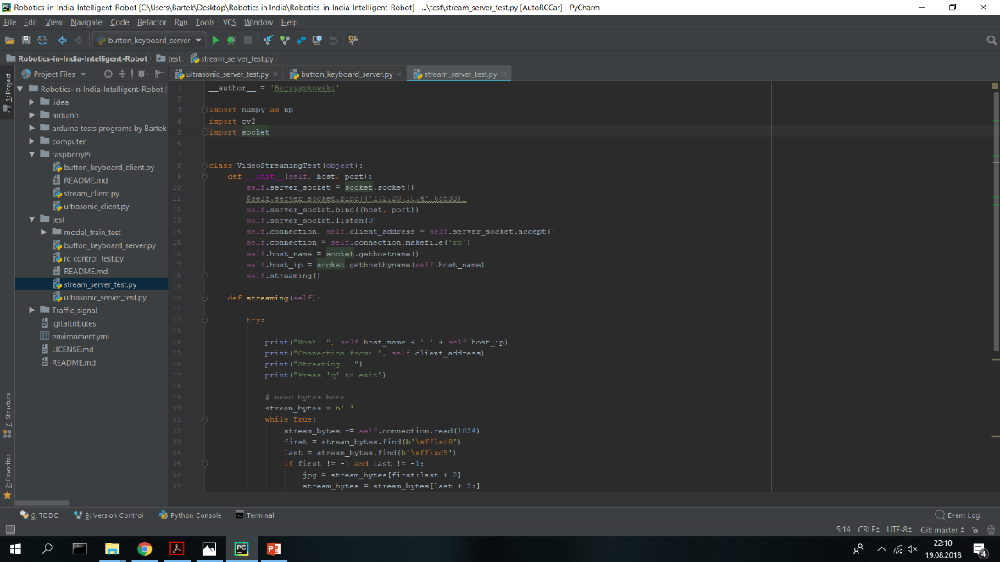 Robotics-in-India-Intelligent-Robot [C:\Users\Bartek\Desktop\Robotics in India\Robotics-in-India-Intelligent-Robot] - ...\test\stream_server_test.py [AutoRCCar] - PyCharm
File Edit View Navigate Code Refactor Run Tools VCS Window Help
button_keyboard_server
Robotics-in-India-Intelligent-Robot test stream_server_test.py
Project Files
ultrasonic_server_test.py button_keyboard_server.py stream_server_test.py
1: Project
Robotics-in-India-Intelligent-Robot
.idea
arduino
arduino tests programs by Bartek
computer
raspberryPi
button_keyboard_client.py
README.md
stream_client.py
ultrasonic_client.py
test
model_train_test
button_keyboard_server.py
rc_control_test.py
README.md
stream_server_test.py
ultrasonic_server_test.py
Traffic_signal
.gitattributes
environment.yml
LICENSE.md
README.md
7: Structure
2: Favorites
1 __author__ = 'Borzyszkowski'
2
3 import numpy as np
4 import cv2
5 import socket
6
7
8 class VideoStreamingTest(object):
9 def __init__(self, host, port):
10 self.server_socket = socket.socket()
11 #self.server_socket.bind(('172.20.10.4',65533))
12 self.server_socket.bind((host, port))
13 self.server_socket.listen(0)
14 self.connection, self.client_address = self.server_socket.accept()
15 self.connection = self.connection.makefile('rb')
16 self.host_name = socket.gethostname()
17 self.host_ip = socket.gethostbyname(self.host_name)
18 self.streaming()
19
20 def streaming(self):
21
22 try:
23
24 print("Host: ", self.host_name + ' ' + self.host_ip)
25 print("Connection from: ", self.client_address)
26 print("Streaming...")
27 print("Press 'q' to exit")
28
29 # need bytes here
30 stream_bytes = b' '
31 while True:
32 stream_bytes += self.connection.read(1024)
33 first = stream_bytes.find(b'\xff\xd8')
34 last = stream_bytes.find(b'\xff\xd9')
35 if first != -1 and last != -1:
36 jpg = stream_bytes[first:last + 2]
37 stream_bytes = stream_bytes[last + 2:]
6: TODO 9: Version Control Python Console Terminal Event Log
5:14 CRLF UTF-8 Git: master
22:10
19.08.2018
4